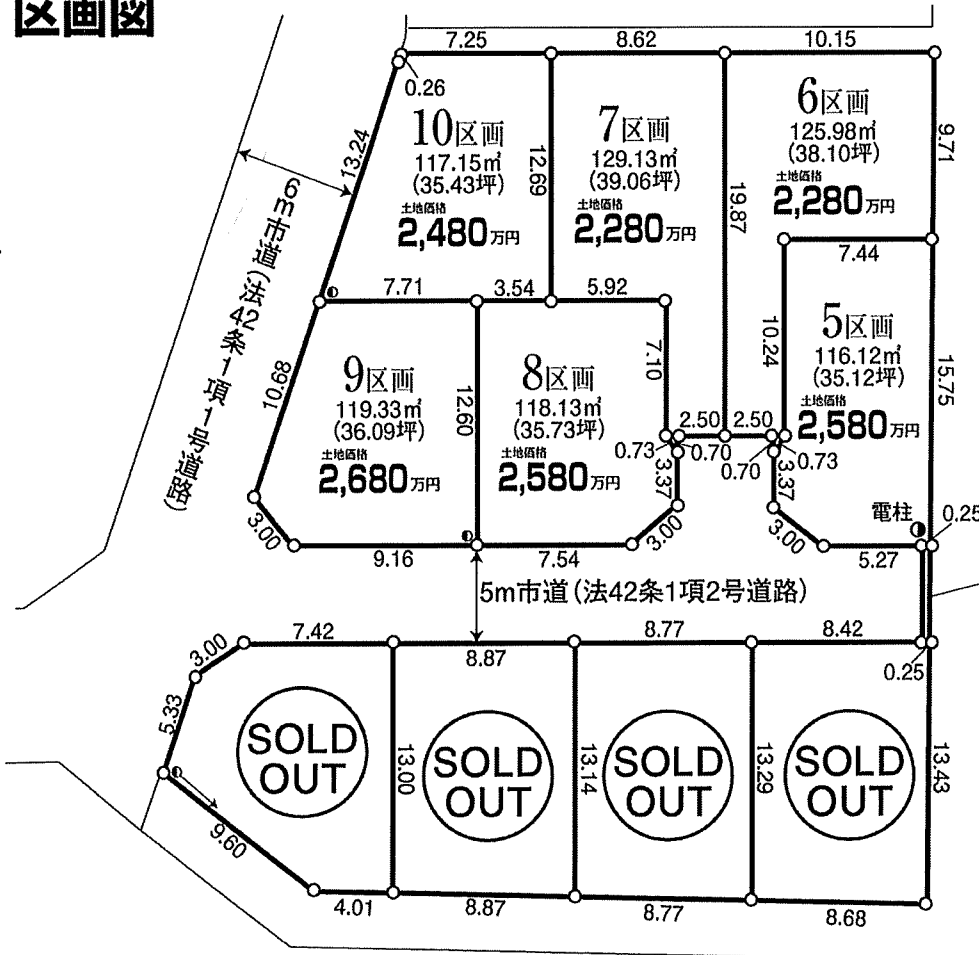 区画図
7.25
8.62
10.15
0.26
13.24
10区画
117.15㎡
(35.43坪)
土地価格
2,480万円
12.69
7区画
129.13㎡
(39.06坪)
土地価格
2,280万円
19.87
6区画
125.98㎡
(38.10坪)
土地価格
2,280万円
9.71
7.44
6m市道(法42条1項1号道路)
7.71
3.54
5.92
10.68
9区画
119.33㎡
(36.09坪)
土地価格
2,680万円
12.60
8区画
118.13㎡
(35.73坪)
土地価格
2,580万円
7.10
10.24
5区画
116.12㎡
(35.12坪)
土地価格
2,580万円
15.75
2.50
2.50
0.73
0.70
0.70
0.73
3.37
3.37
3.00
9.16
7.54
3.00
3.00
5.27
電柱
0.25
5m市道(法42条1項2号道路)
3.00
7.42
8.87
8.77
8.42
0.25
5.33
SOLD
OUT
13.00
SOLD
OUT
13.14
SOLD
OUT
13.29
SOLD
OUT
13.43
9.60
4.01
8.87
8.77
8.68